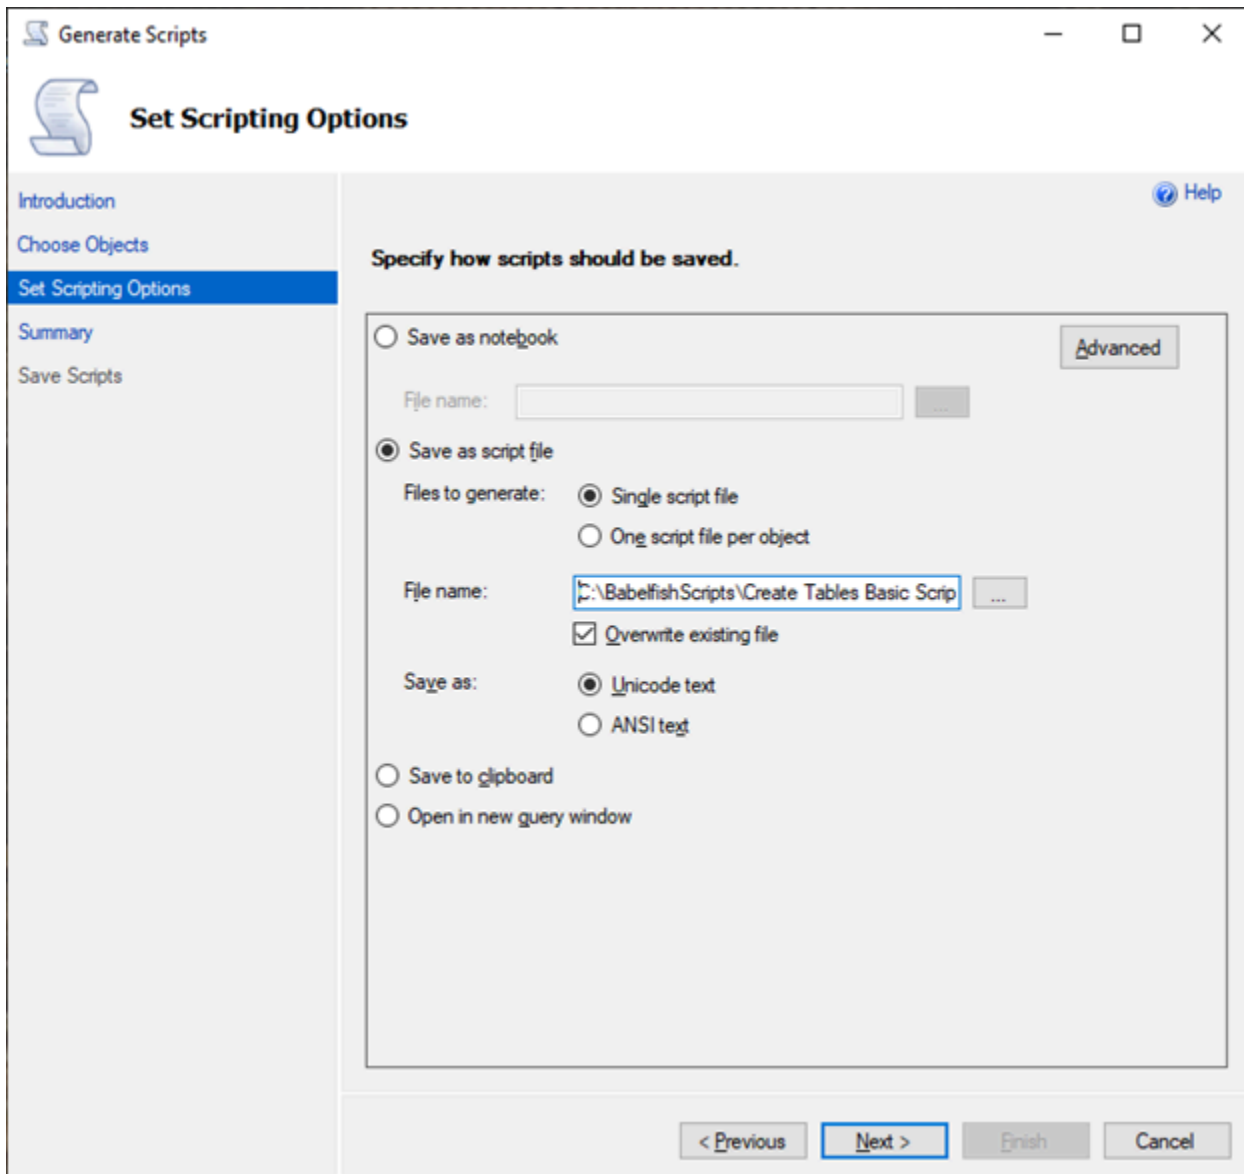 Generate Scripts
Set Scripting Options
Introduction
Choose Objects
Set Scripting Options
Summary
Save Scripts
Help
Specify how scripts should be saved.
Save as notebook
Advanced
File name:
...
Save as script file
Files to generate:
Single script file
One script file per object
File name:
C:\BabelfishScripts\Create Tables Basic Scrip
...
Overwrite existing file
Save as:
Unicode text
ANSI text
Save to clipboard
Open in new query window
< Previous
Next >
Finish
Cancel